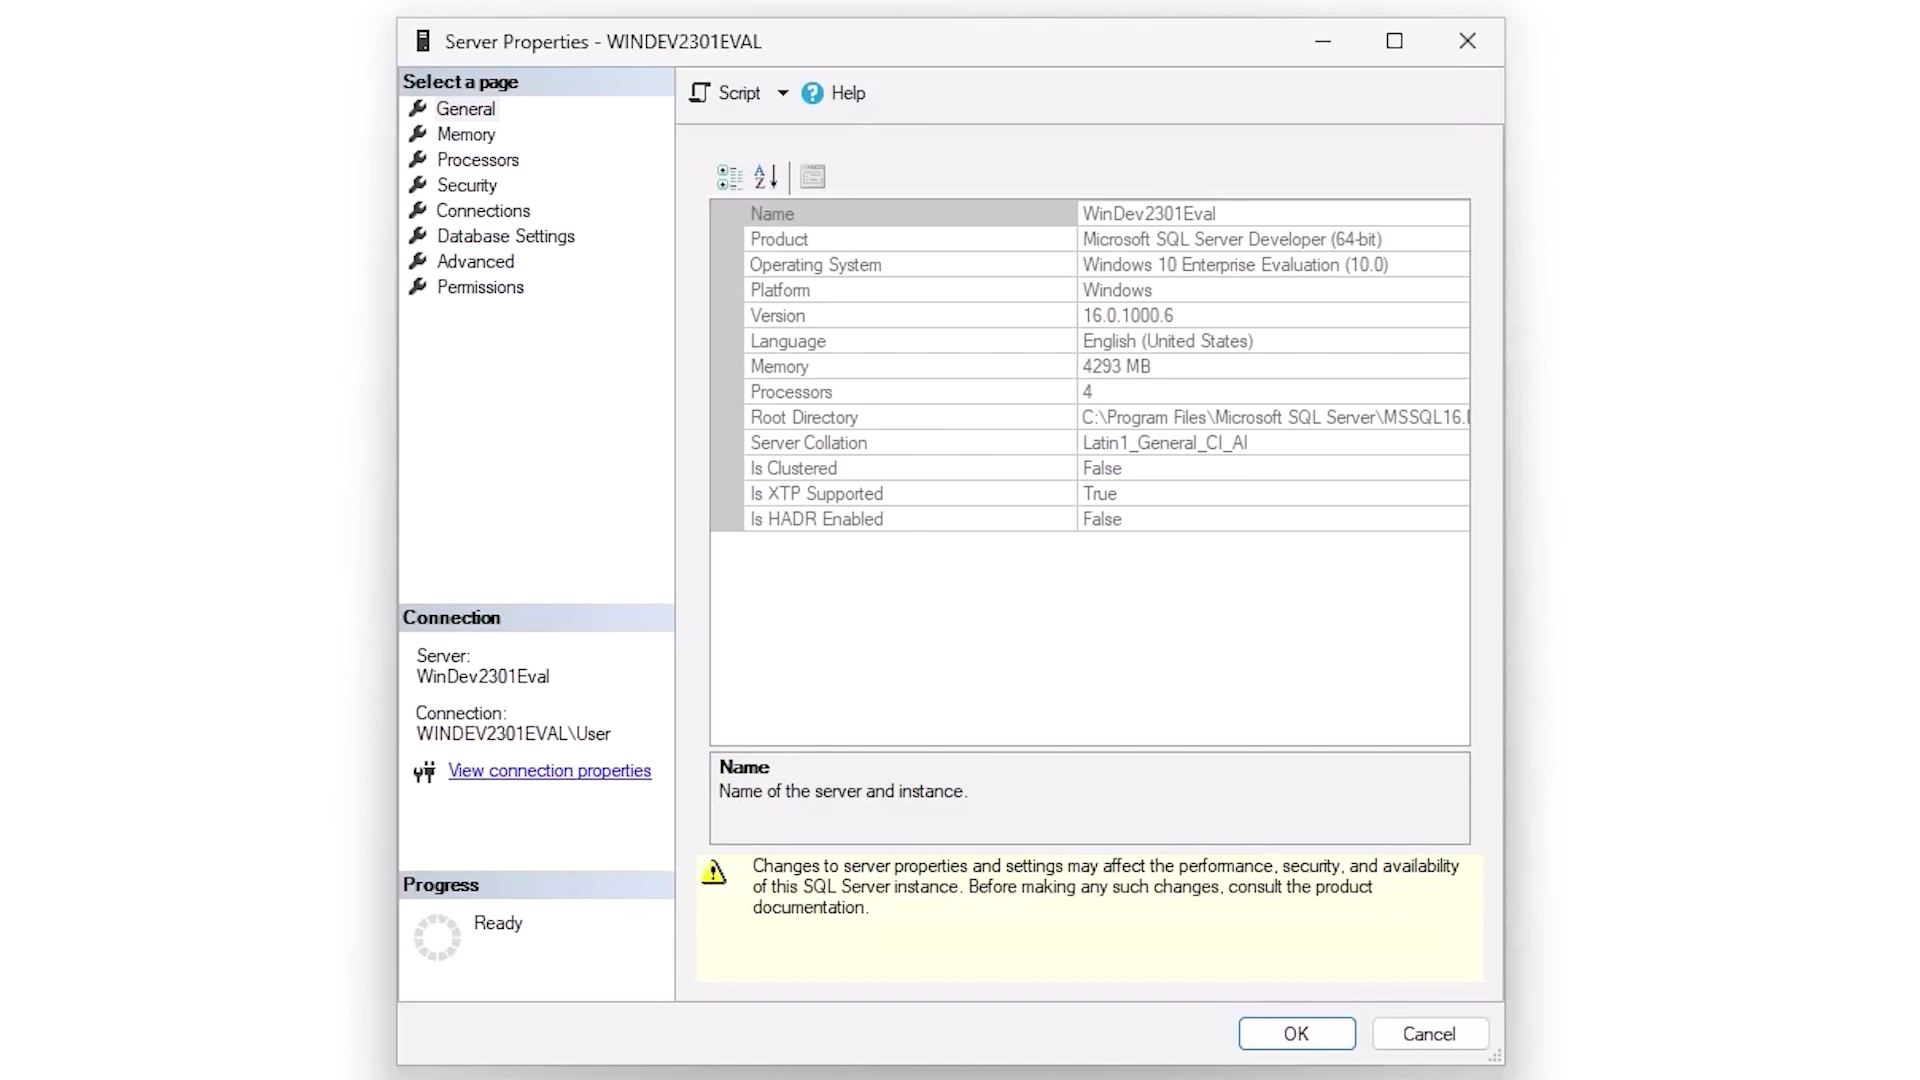 Server Properties - WINDEV2301EVAL
Select a page
General
Memory
Processors
Security
Connections
Database Settings
Advanced
Permissions
Script
Help
Name WinDev2301Eval
Product Microsoft SQL Server Developer (64-bit)
Operating System Windows 10 Enterprise Evaluation (10.0)
Platform Windows
Version 16.0.1000.6
Language English (United States)
Memory 4293 MB
Processors 4
Root Directory C:\Program Files\Microsoft SQL Server\MSSQL16.
Server Collation Latin1_General_CI_AI
Is Clustered False
Is XTP Supported True
Is HADR Enabled False
Connection
Server:
WinDev2301Eval
Connection:
WINDEV2301EVAL\User
View connection properties
Progress
Ready
Name
Name of the server and instance.
Changes to server properties and settings may affect the performance, security, and availability
of this SQL Server instance. Before making any such changes, consult the product
documentation.
OK
Cancel